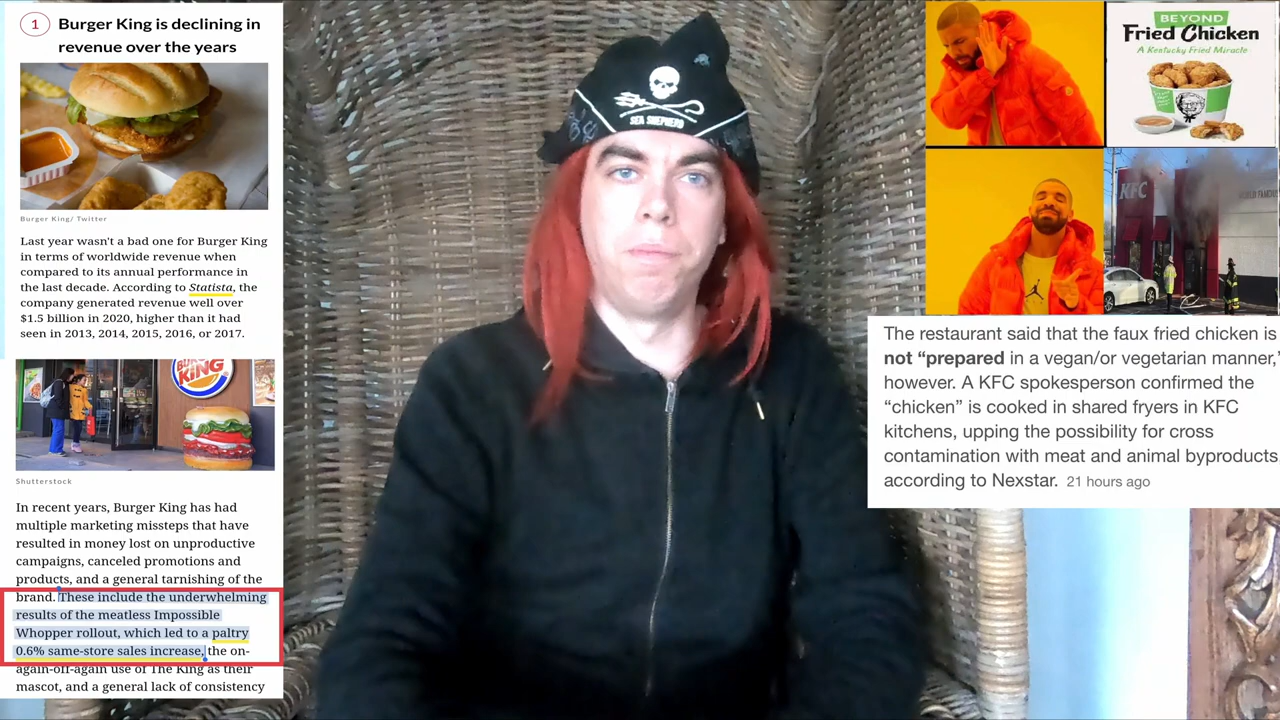 1 Burger King is declining in
revenue over the years
Burger King/ Twitter
Last year wasn't a bad one for Burger King
in terms of worldwide revenue when
compared to its annual performance in
the last decade. According to Statista, the
company generated revenue well over
$1.5 billion in 2020, higher than it had
seen in 2013, 2014, 2015, 2016, or 2017.
BURGER
KING
Shutterstock
In recent years, Burger King has had
multiple marketing missteps that have
resulted in money lost on unproductive
campaigns, canceled promotions and
products, and a general tarnishing of the
brand. These include the underwhelming
results of the meatless Impossible
Whopper rollout, which led to a paltry
0.6% same-store sales increase, the on-
again-off-again use of The King as their
mascot, and a general lack of consistency
SEA SHEPHERD
BEYOND
Fried Chicken
A Kentucky Fried Miracle
KFC
The restaurant said that the faux fried chicken is
not “prepared in a vegan/or vegetarian manner,”
however. A KFC spokesperson confirmed the
“chicken” is cooked in shared fryers in KFC
kitchens, upping the possibility for cross
contamination with meat and animal byproducts,
according to Nexstar. 21 hours ago